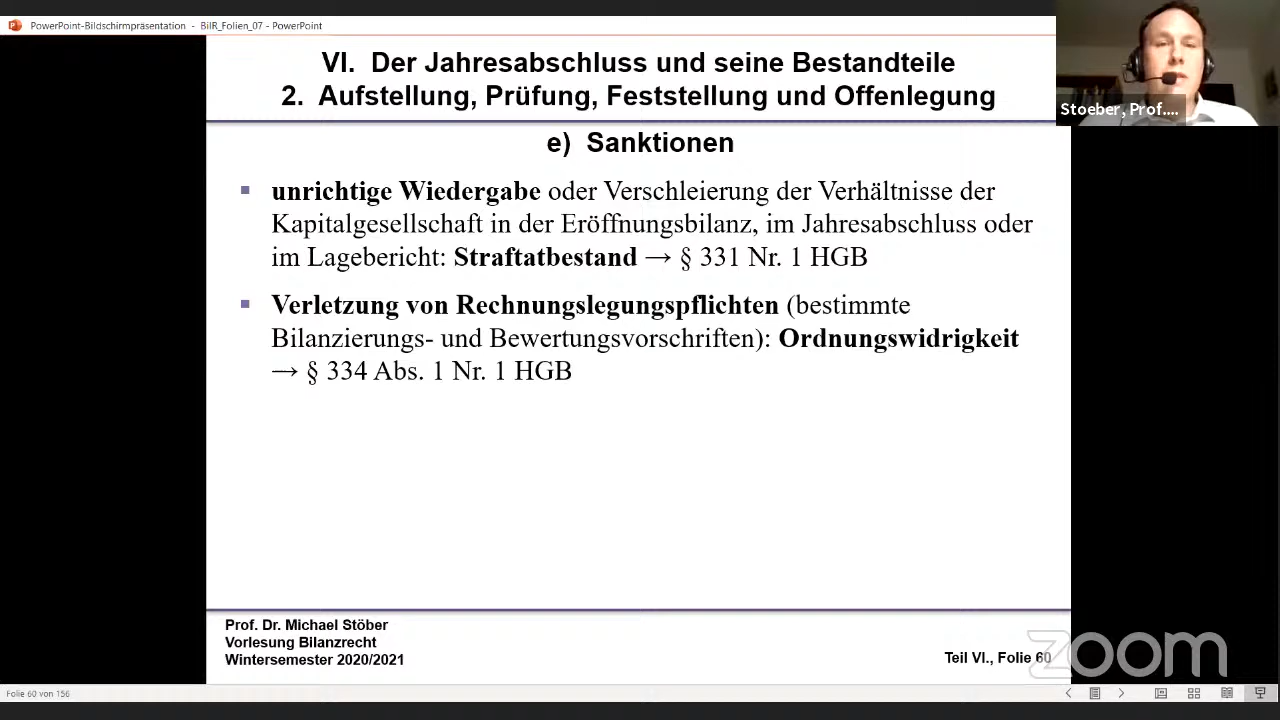 PowerPoint-Bildschirmpräsentation - BilR_Folien_07 - PowerPoint
Stoeber, Prof....
VI. Der Jahresabschluss und seine Bestandteile
2. Aufstellung, Prüfung, Feststellung und Offenlegung
e) Sanktionen
▪ unrichtige Wiedergabe oder Verschleierung der Verhältnisse der
Kapitalgesellschaft in der Eröffnungsbilanz, im Jahresabschluss oder
im Lagebericht: Straftatbestand → § 331 Nr. 1 HGB
▪ Verletzung von Rechnungslegungspflichten (bestimmte
Bilanzierungs- und Bewertungsvorschriften): Ordnungswidrigkeit
→ § 334 Abs. 1 Nr. 1 HGB
Prof. Dr. Michael Stöber
Vorlesung Bilanzrecht
Wintersemester 2020/2021
Teil VI., Folie 60
zoom
Folie 60 von 156